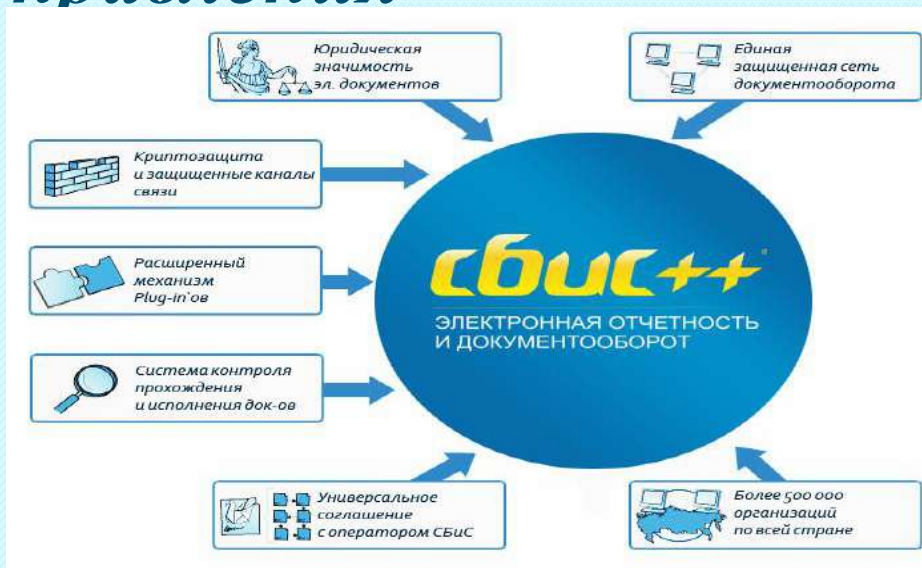 Юридическая
значимость
эл. документов
Единая
защищенная сеть
документооборота
Криптозащита
и защищенные каналы
связи
Расширенный
механизм
Plug-in'ов
Система контроля
прохождения
и исполнения док-ов
сбис++
ЭЛЕКТРОННАЯ ОТЧЕТНОСТЬ
И ДОКУМЕНТООБОРОТ
Универсальное
соглашение
с оператором СБиС
Более 500 000
организаций
по всей стране